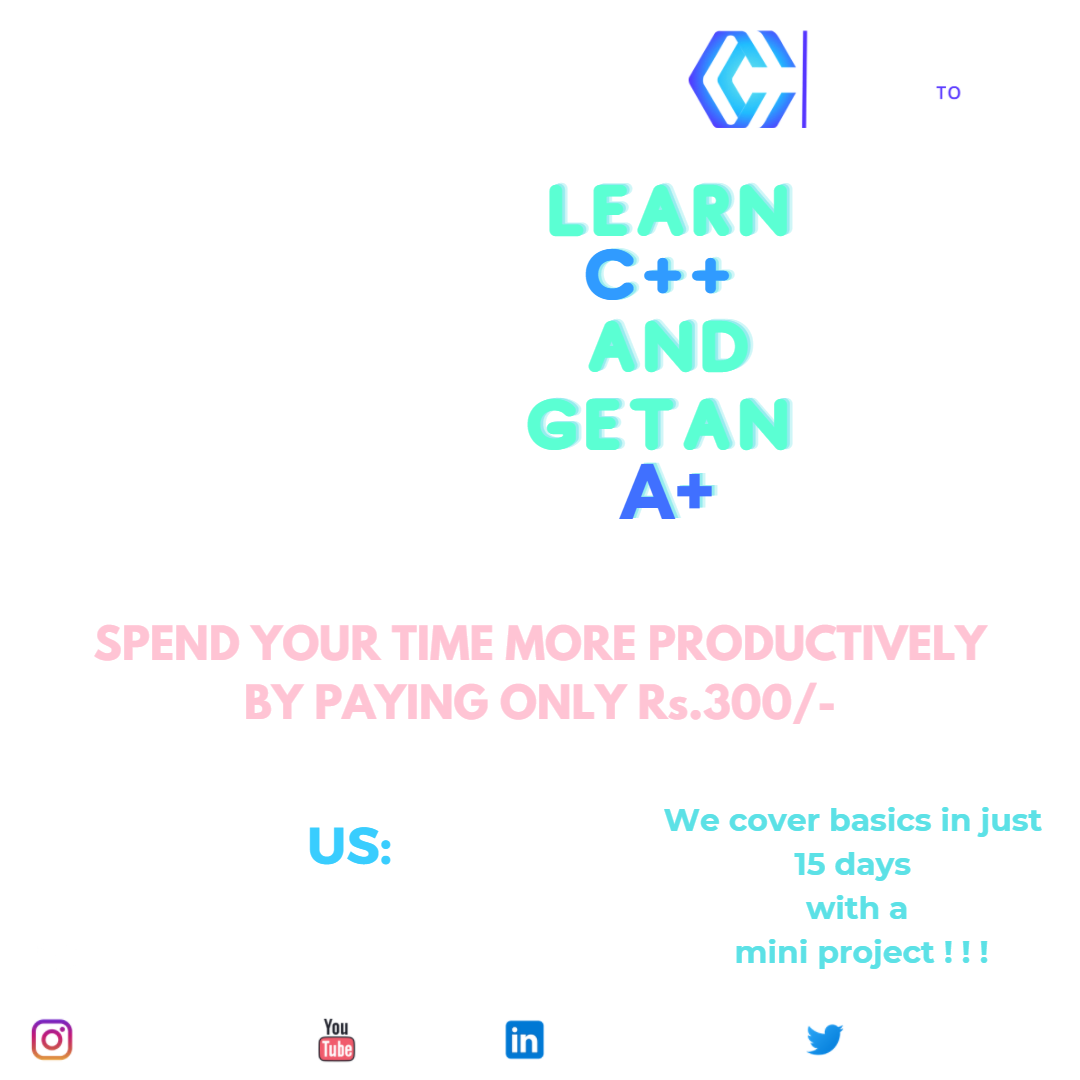 TO
LEARN
C++
AND
GET AN
A+
SPEND YOUR TIME MORE PRODUCTIVELY
BY PAYING ONLY Rs.300/-
US:
We cover basics in just
15 days
with a
mini project ! ! !
You
Tube
in